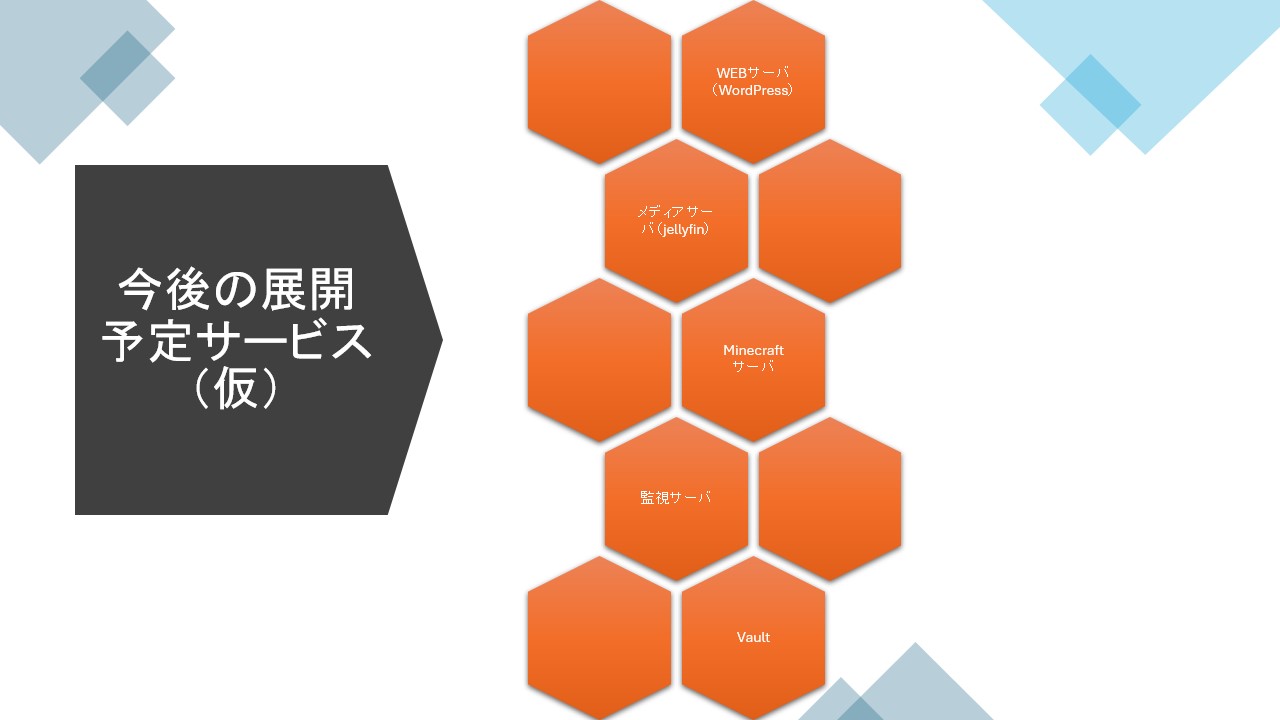 今後の展開
予定サービス
（仮）
WEBサーバ
（WordPress）
メディアサー
バ（jellyfin）
Minecraft
サーバ
監視サーバ
Vault